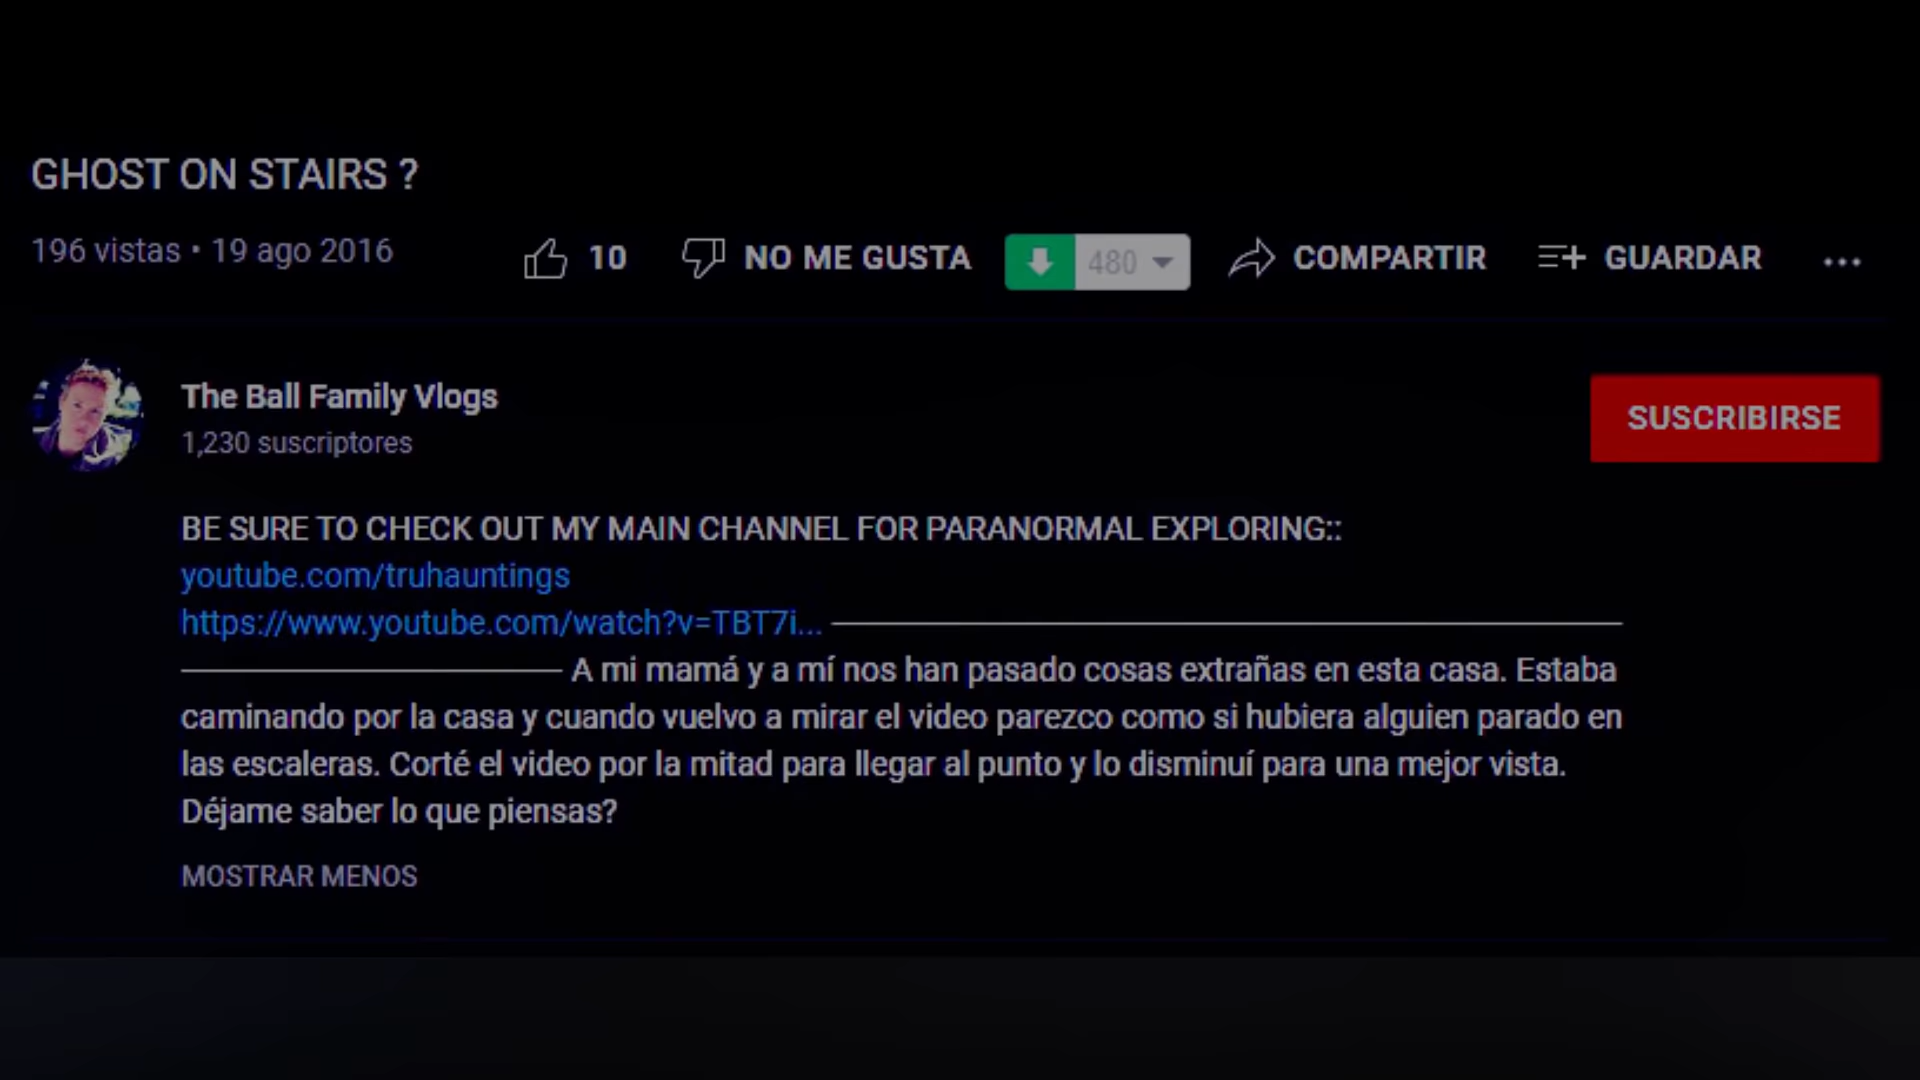 GHOST ON STAIRS ?
196 vistas • 19 ago 2016
10
NO ME GUSTA
480
COMPARTIR
GUARDAR
The Ball Family Vlogs
1,230 suscriptores
SUSCRIBIRSE
BE SURE TO CHECK OUT MY MAIN CHANNEL FOR PARANORMAL EXPLORING::
youtube.com/truhauntings
https://www.youtube.com/watch?v=TBT7i...
A mi mamá y a mí nos han pasado cosas extrañas en esta casa. Estaba
caminando por la casa y cuando vuelvo a mirar el video parezco como si hubiera alguien parado en
las escaleras. Corté el video por la mitad para llegar al punto y lo disminuí para una mejor vista.
Déjame saber lo que piensas?
MOSTRAR MENOS